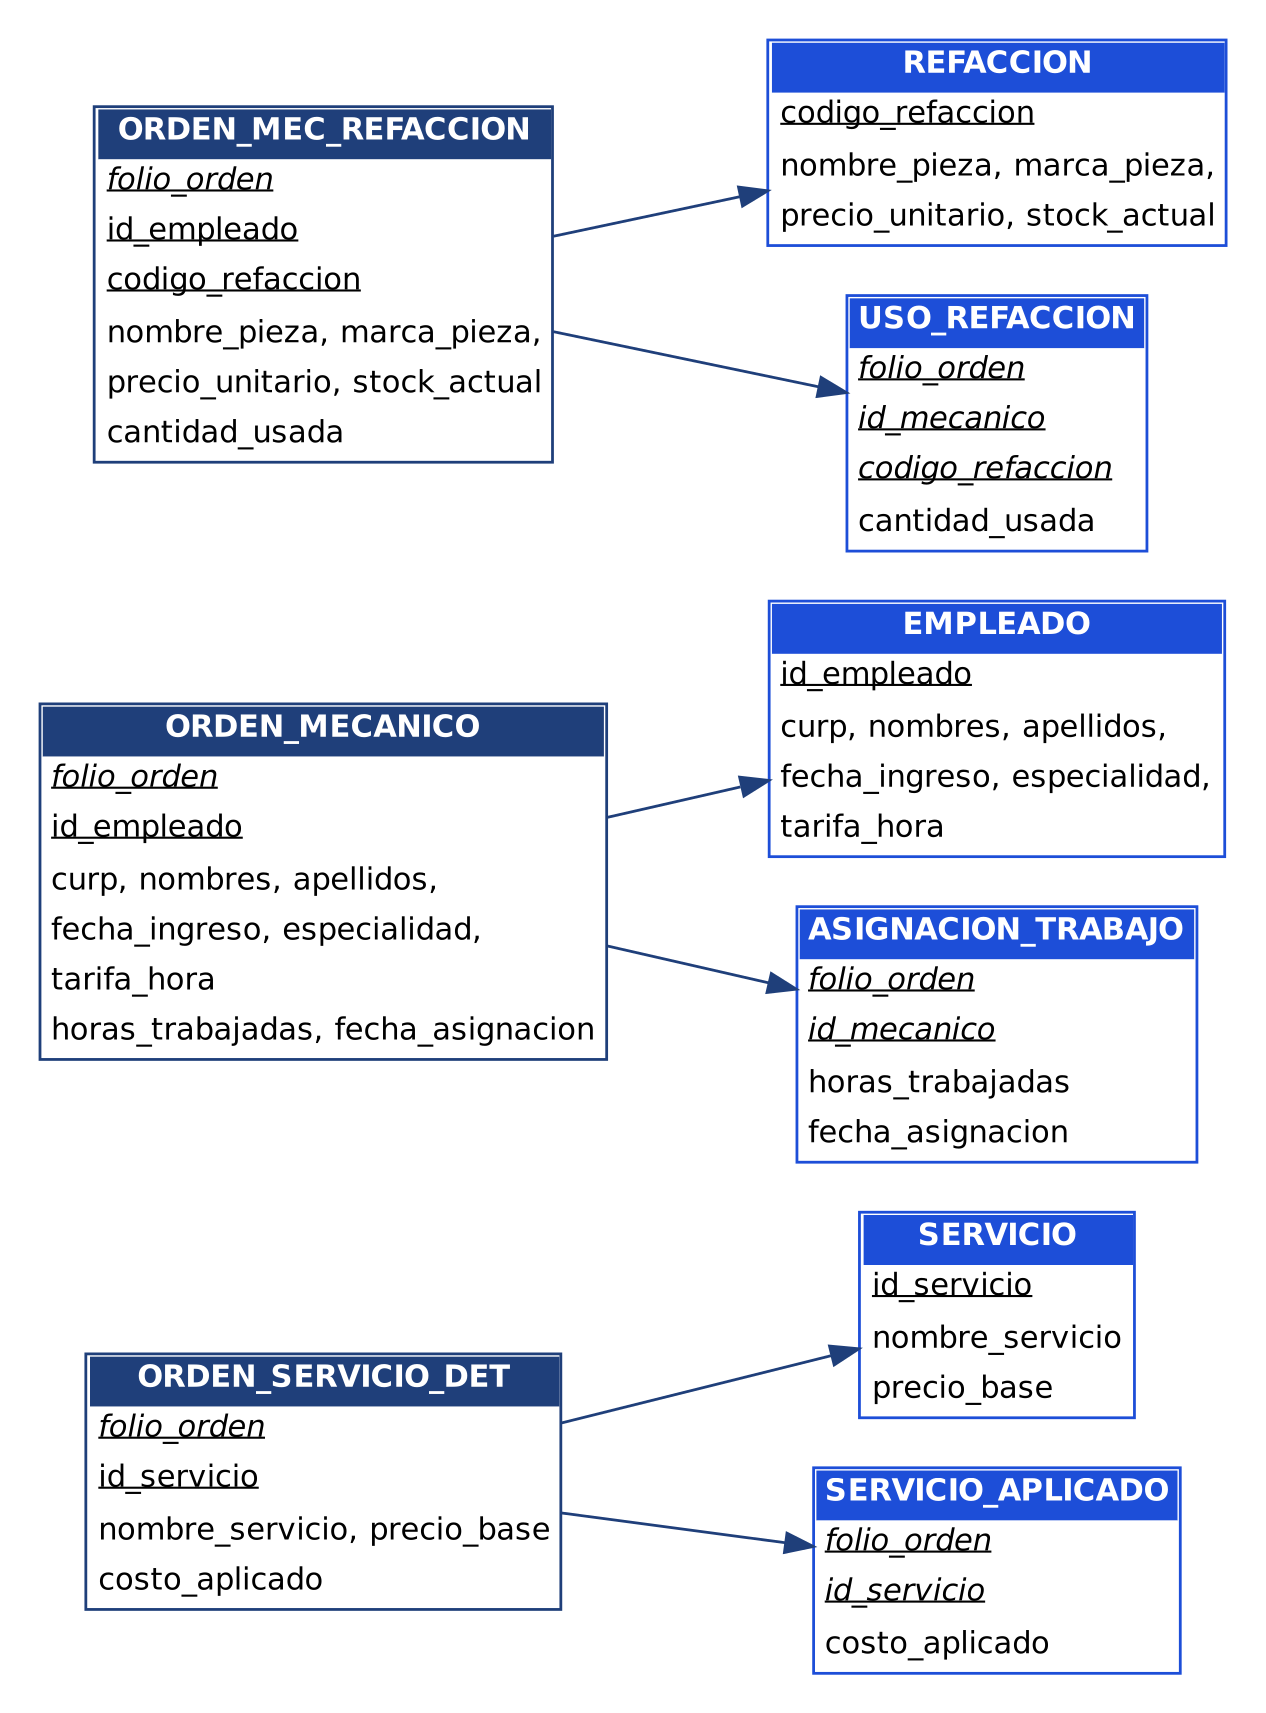 ORDEN_MEC_REFACCION
folio_orden
id_empleado
codigo_refaccion
nombre_pieza, marca_pieza,
precio_unitario, stock_actual
cantidad_usada
REFACCION
codigo_refaccion
nombre_pieza, marca_pieza,
precio_unitario, stock_actual
USO_REFACCION
folio_orden
id_mecanico
codigo_refaccion
cantidad_usada
ORDEN_MECANICO
folio_orden
id_empleado
curp, nombres, apellidos,
fecha_ingreso, especialidad,
tarifa_hora
horas_trabajadas, fecha_asignacion
EMPLEADO
id_empleado
curp, nombres, apellidos,
fecha_ingreso, especialidad,
tarifa_hora
ASIGNACION_TRABAJO
folio_orden
id_mecanico
horas_trabajadas
fecha_asignacion
ORDEN_SERVICIO_DET
folio_orden
id_servicio
nombre_servicio, precio_base
costo_aplicado
SERVICIO
id_servicio
nombre_servicio
precio_base
SERVICIO_APLICADO
folio_orden
id_servicio
costo_aplicado